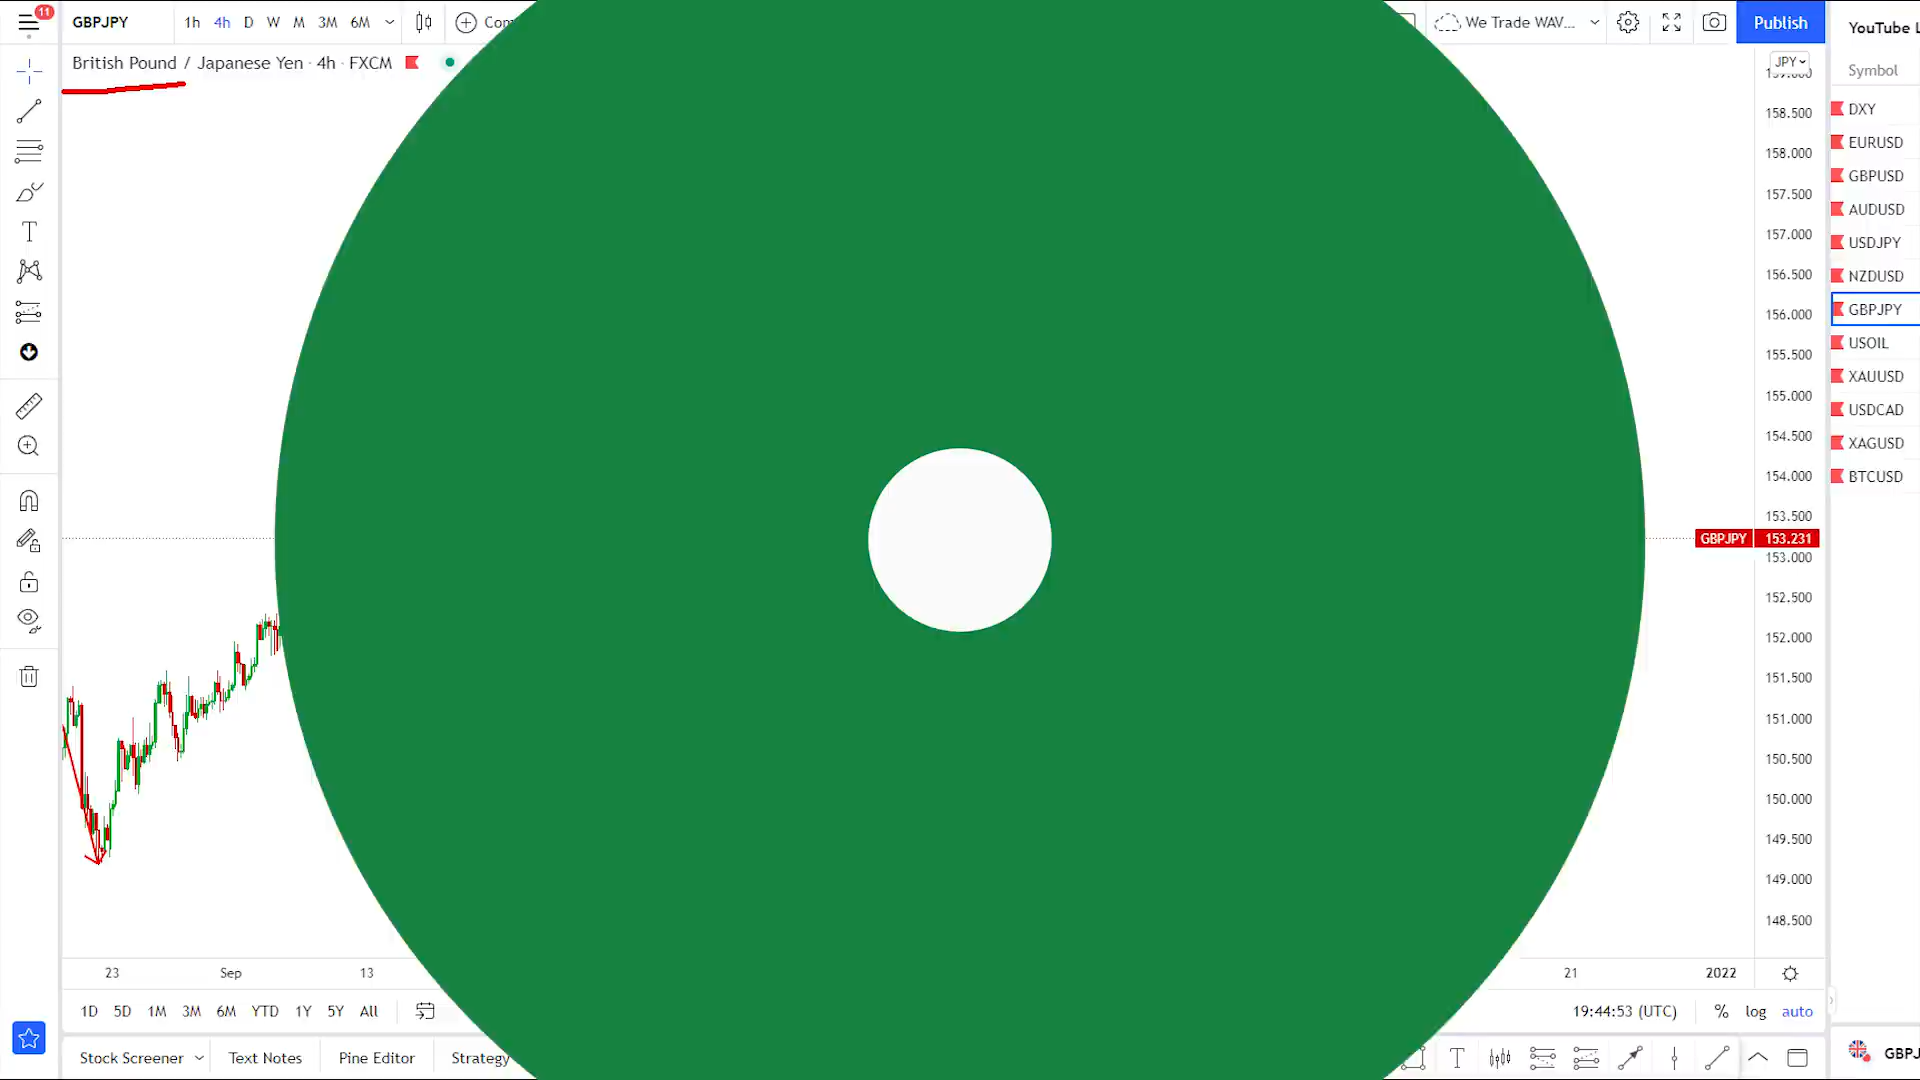 11
GBPJPY
1h 4h D W M 3M 6M
We Trade WAV...
Publish
YouTube
British Pound / Japanese Yen · 4h · FXCM
JPY
Symbol
158.500
158.000
157.500
157.000
156.500
156.000
155.500
155.000
154.500
154.000
153.500
GBPJPY 153.231
153.000
152.500
152.000
151.500
151.000
150.500
150.000
149.500
149.000
148.500
DXY
EURUSD
GBPUSD
AUDUSD
USDJPY
NZDUSD
GBPJPY
USOIL
XAUUSD
USDCAD
XAGUSD
BTCUSD
23 Sep 13 21 2022
1D 5D 1M 3M 6M YTD 1Y 5Y All
19:44:53 (UTC) % log auto
Stock Screener Text Notes Pine Editor Strategy
GBPJ